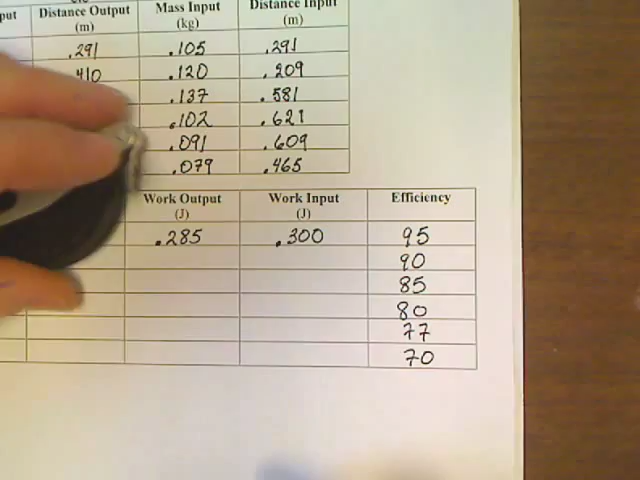 put Distance Output Mass Input Distance Input
(m) (kg) (m)
.291 .105 .291
.410 .120 .209
.137 .581
.102 .621
.091 .609
.079 .465
Work Output Work Input Efficiency
(J) (J)
.285 .300 95
90
85
80
77
70